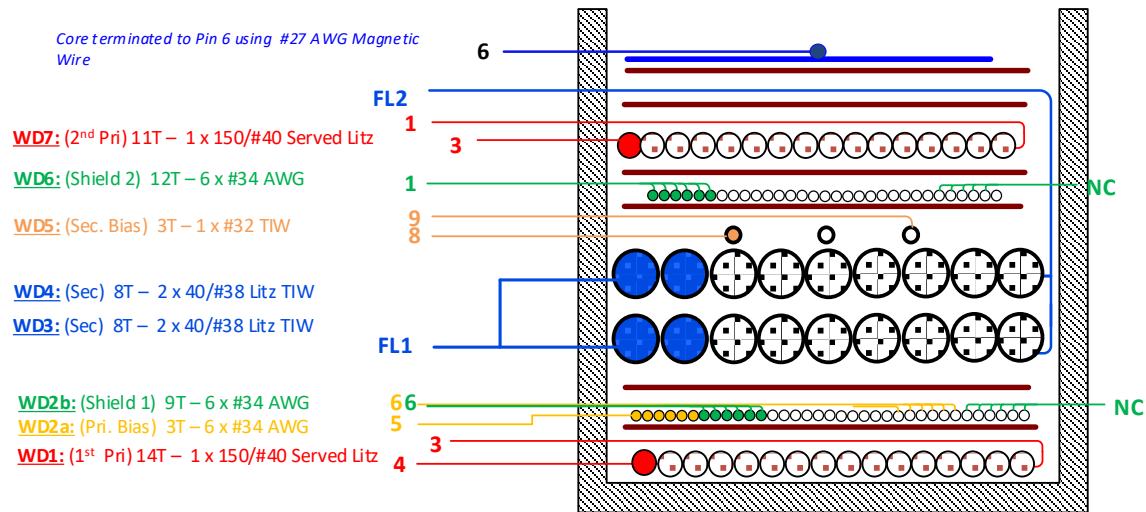 Core terminated to Pin 6 using #27 AWG Magnetic
Wire
6
FL2
1
WD7: (2nd Pri) 11T – 1 x 150/#40 Served Litz
3
WD6: (Shield 2) 12T – 6 x #34 AWG
1
NC
WD5: (Sec. Bias) 3T – 1 x #32 TIW
9
8
WD4: (Sec) 8T – 2 x 40/#38 Litz TIW
WD3: (Sec) 8T – 2 x 40/#38 Litz TIW
FL1
WD2b: (Shield 1) 9T – 6 x #34 AWG
6 6
NC
WD2a: (Pri. Bias) 3T – 6 x #34 AWG
5
3
WD1: (1st Pri) 14T – 1 x 150/#40 Served Litz
4